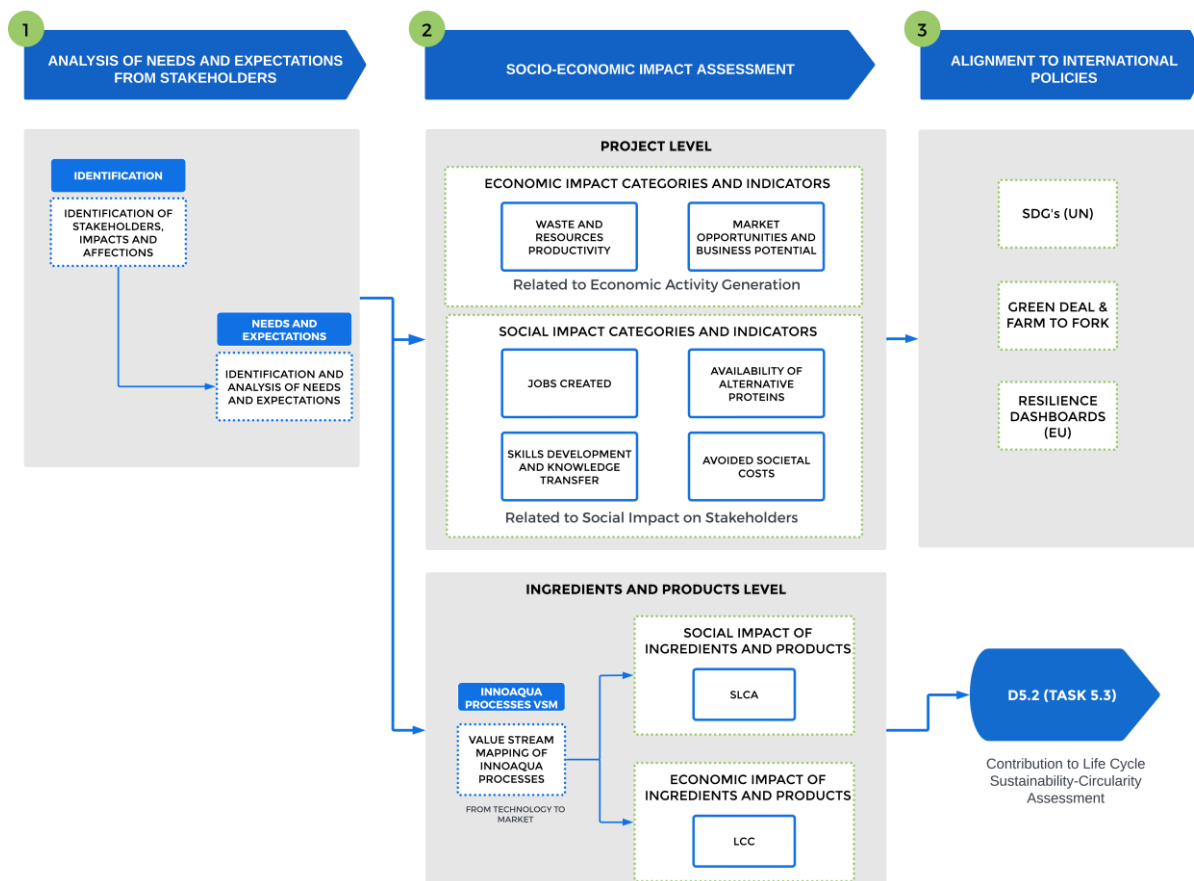 1
ANALYSIS OF NEEDS AND EXPECTATIONS
FROM STAKEHOLDERS
2
SOCIO-ECONOMIC IMPACT ASSESSMENT
3
ALIGNMENT TO INTERNATIONAL
POLICIES
IDENTIFICATION
IDENTIFICATION OF
STAKEHOLDERS,
IMPACTS AND
AFFECTIONS
NEEDS AND
EXPECTATIONS
IDENTIFICATION AND
ANALYSIS OF NEEDS
AND EXPECTATIONS
PROJECT LEVEL
ECONOMIC IMPACT CATEGORIES AND INDICATORS
WASTE AND
RESOURCES
PRODUCTIVITY
MARKET
OPPORTUNITIES AND
BUSINESS POTENTIAL
Related to Economic Activity Generation
SOCIAL IMPACT CATEGORIES AND INDICATORS
JOBS CREATED
AVAILABILITY OF
ALTERNATIVE
PROTEINS
SKILLS DEVELOPMENT
AND KNOWLEDGE
TRANSFER
AVOIDED SOCIETAL
COSTS
Related to Social Impact on Stakeholders
SDG's (UN)
GREEN DEAL &
FARM TO FORK
RESILIENCE
DASHBOARDS
(EU)
INGREDIENTS AND PRODUCTS LEVEL
INNOAQUA
PROCESSES VSM
VALUE STREAM
MAPPING OF
INNOAQUA
PROCESSES
FROM TECHNOLOGY TO
MARKET
SOCIAL IMPACT OF
INGREDIENTS AND PRODUCTS
SLCA
ECONOMIC IMPACT OF
INGREDIENTS AND PRODUCTS
LCC
D5.2 (TASK 5.3)
Contribution to Life Cycle
Sustainability-Circularity
Assessment